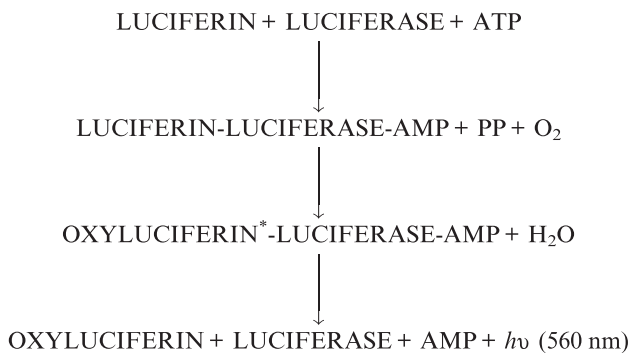 LUCIFERIN + LUCIFERASE + ATP
LUCIFERIN-LUCIFERASE-AMP + PP + O₂
OXYLUCIFERIN*-LUCIFERASE-AMP + H₂O
OXYLUCIFERIN + LUCIFERASE + AMP + hυ (560 nm)